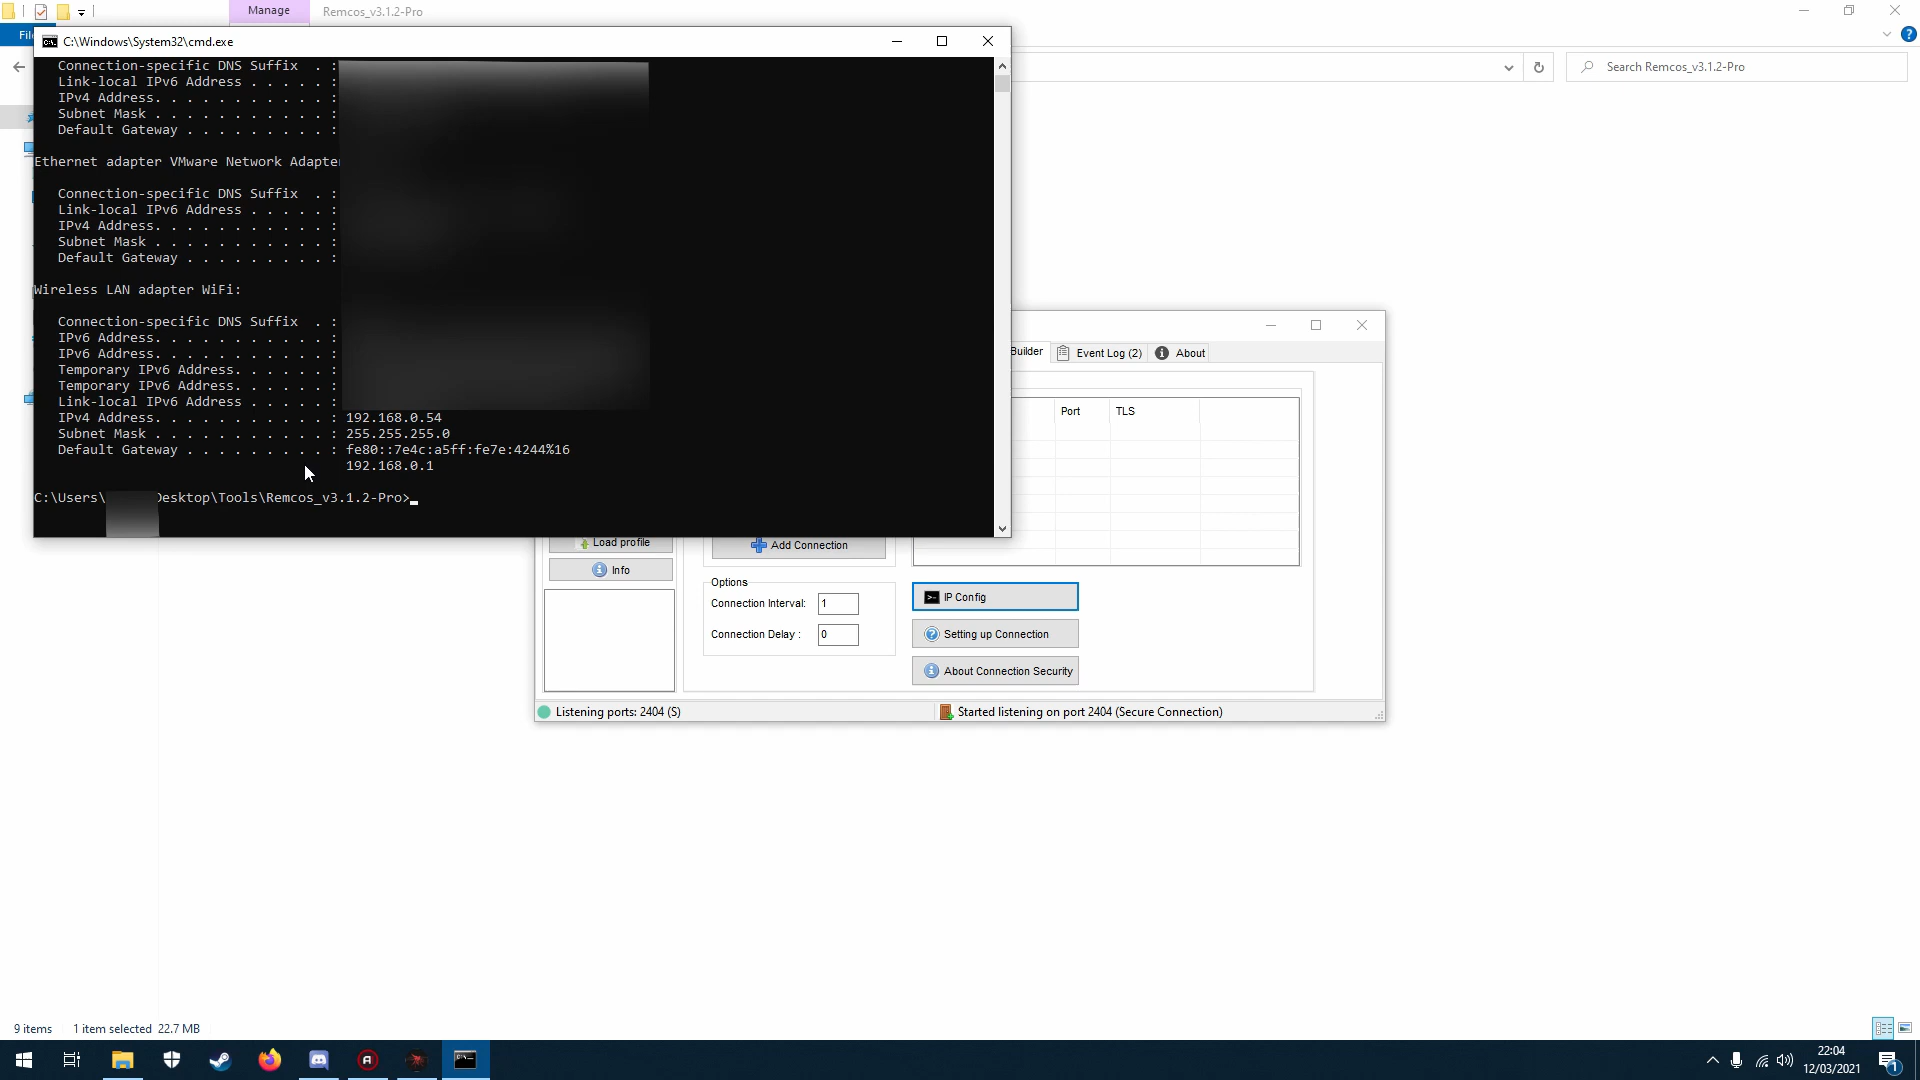 Manage
Remcos_v3.1.2-Pro
C:\Windows\System32\cmd.exe
Search Remcos_v3.1.2-Pro
Connection-specific DNS Suffix  . :
Link-local IPv6 Address . . . . . :
IPv4 Address. . . . . . . . . . . :
Subnet Mask . . . . . . . . . . . :
Default Gateway . . . . . . . . . :
Ethernet adapter VMware Network Adapter
Connection-specific DNS Suffix  . :
Link-local IPv6 Address . . . . . :
IPv4 Address. . . . . . . . . . . :
Subnet Mask . . . . . . . . . . . :
Default Gateway . . . . . . . . . :
Wireless LAN adapter WiFi:
Connection-specific DNS Suffix  . :
IPv6 Address. . . . . . . . . . . :
IPv6 Address. . . . . . . . . . . :
Temporary IPv6 Address. . . . . . :
Temporary IPv6 Address. . . . . . :
Link-local IPv6 Address . . . . . :
IPv4 Address. . . . . . . . . . . : 192.168.0.54
Subnet Mask . . . . . . . . . . . : 255.255.255.0
Default Gateway . . . . . . . . . : fe80::7e4c:a5ff:fe7e:4244%16
192.168.0.1
C:\Users\ Desktop\Tools\Remcos_v3.1.2-Pro>
Builder
Event Log (2)
About
Port
TLS
Load profile
Info
Add Connection
Options
Connection Interval: 1
Connection Delay : 0
IP Config
Setting up Connection
About Connection Security
Listening ports: 2404 (S)
Started listening on port 2404 (Secure Connection)
9 items
1 item selected 22.7 MB
22:04
12/03/2021
1